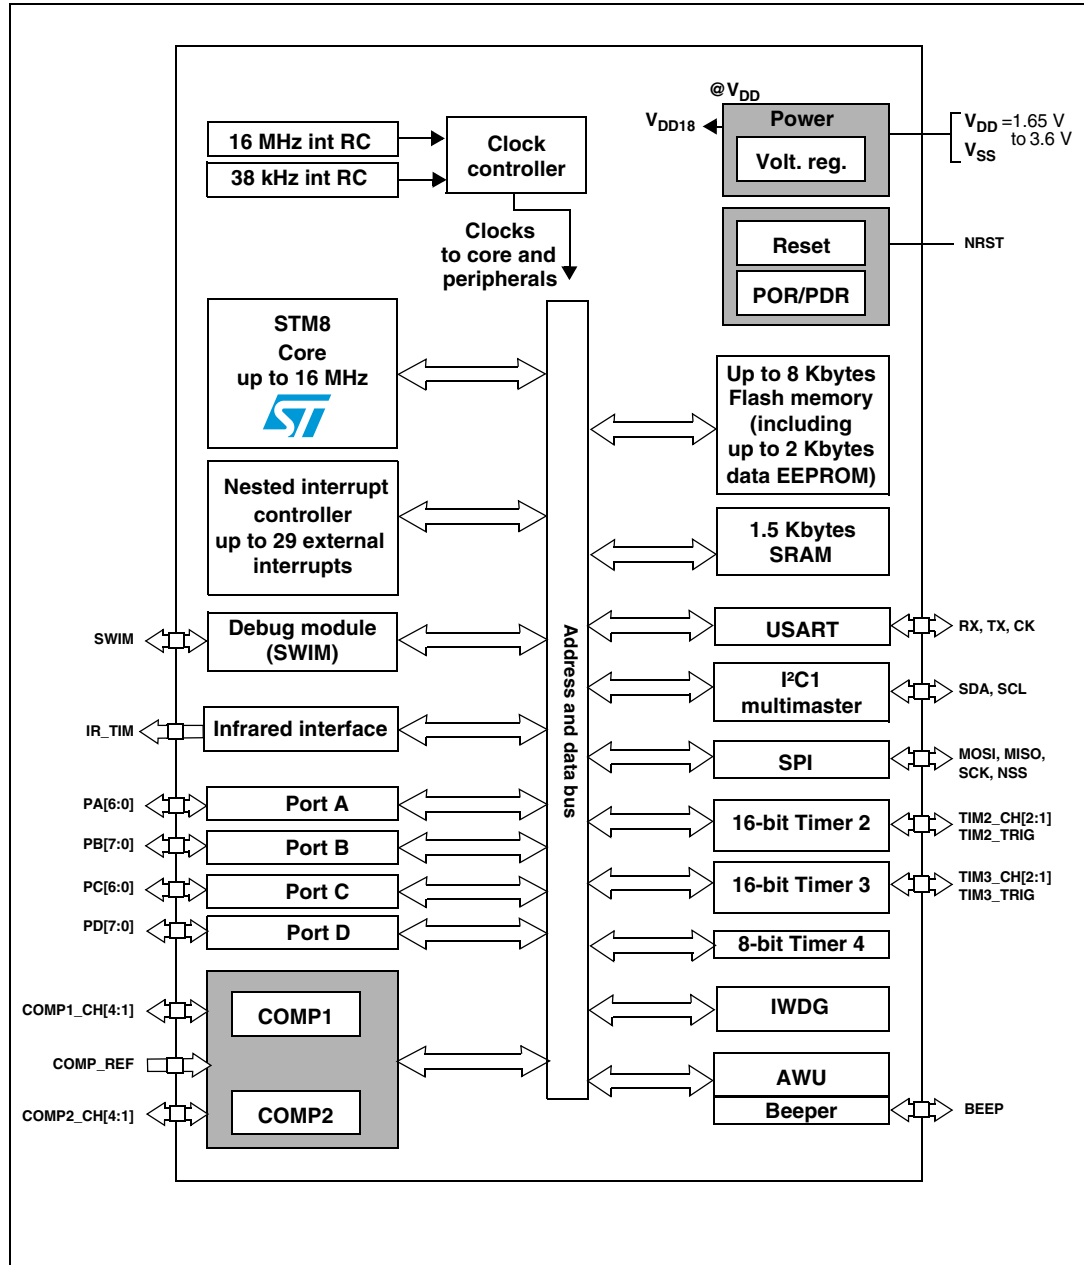 @VDD
VDD18
Power
Volt. reg.
VDD =1.65 V
to 3.6 V
VSS
16 MHz int RC
38 kHz int RC
Clock
controller
Clocks
to core and
peripherals
Reset
POR/PDR
NRST
STM8
Core
up to 16 MHz
ST
Up to 8 Kbytes
Flash memory
(including
up to 2 Kbytes
data EEPROM)
Nested interrupt
controller
up to 29 external
interrupts
1.5 Kbytes
SRAM
SWIM
Debug module
(SWIM)
Address and data bus
USART
RX, TX, CK
I²C1
multimaster
SDA, SCL
IR_TIM
Infrared interface
SPI
MOSI, MISO,
SCK, NSS
PA[6:0]
Port A
16-bit Timer 2
TIM2_CH[2:1]
TIM2_TRIG
PB[7:0]
Port B
PC[6:0]
Port C
16-bit Timer 3
TIM3_CH[2:1]
TIM3_TRIG
PD[7:0]
Port D
8-bit Timer 4
COMP1_CH[4:1]
COMP1
IWDG
COMP_REF
COMP2_CH[4:1]
COMP2
AWU
Beeper
BEEP